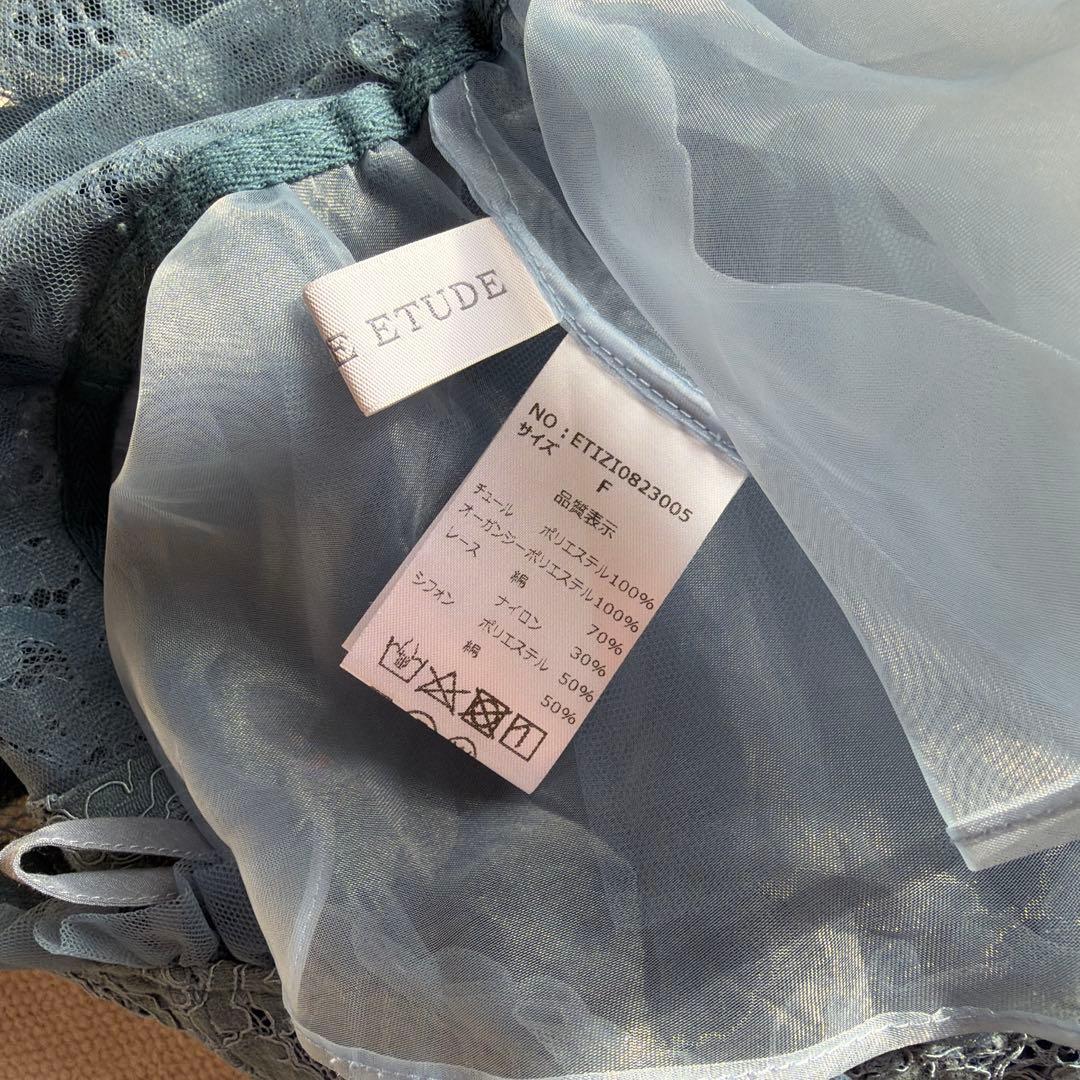 E ETUDE
NO：ETIZI0823005
サイズ F
品質表示
チュール ポリエステル100%
オーガンジーポリエステル100%
レース 綿 70%
ナイロン 30%
シフォン ポリエステル 50%
綿 50%